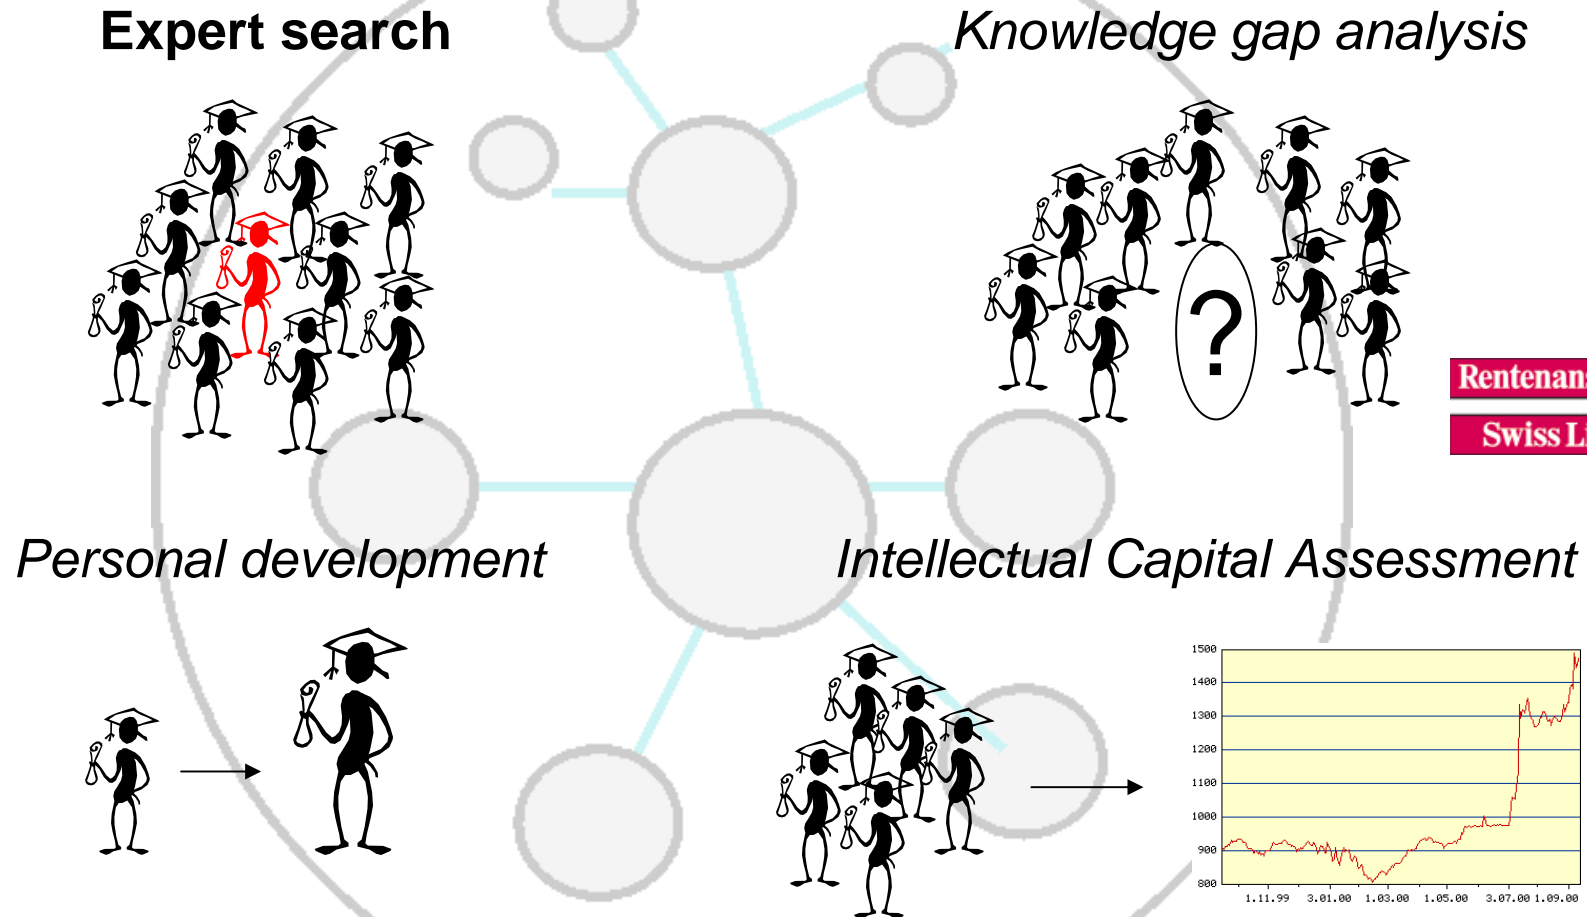 Expert search
Knowledge gap analysis
?
Rentenans
Swiss Li
Personal development
Intellectual Capital Assessment
1500
1400
1300
1200
1100
1000
900
800
1.11.99 3.01.00 1.03.00 1.05.00 3.07.00 1.09.00